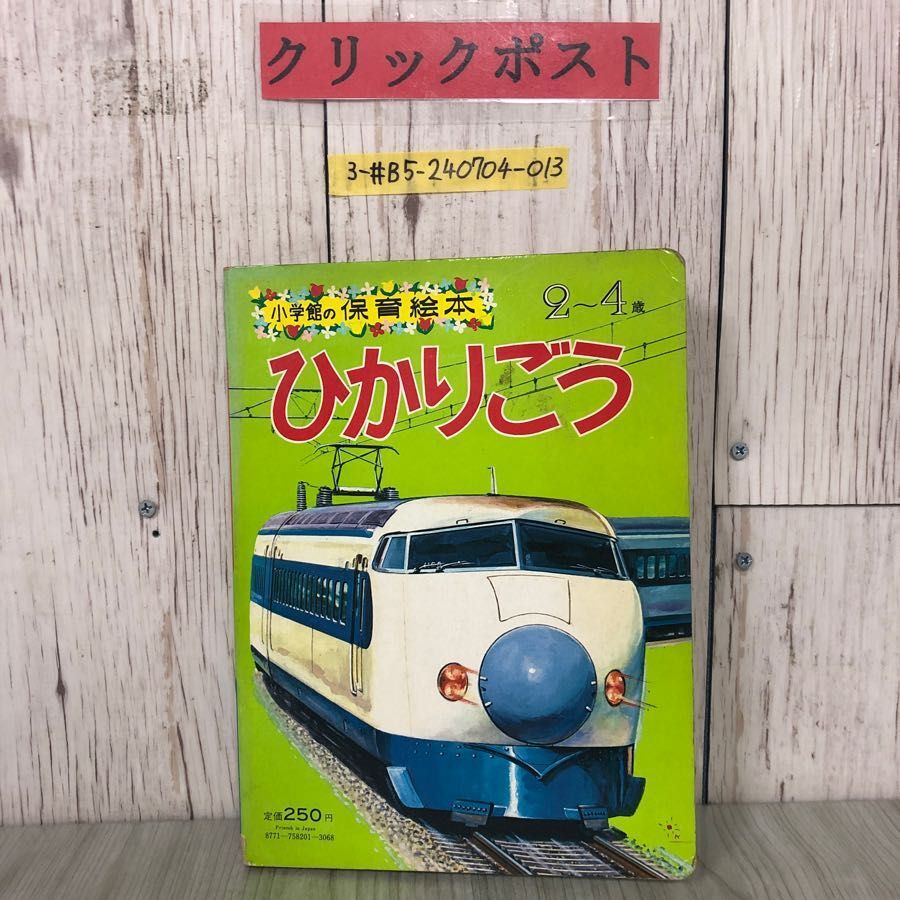 クリックポスト
3-#B5-240704-013
小学館の保育絵本
2~4歳
ひかりごう
定価250円
Printed in Japan
8771-758201-3068